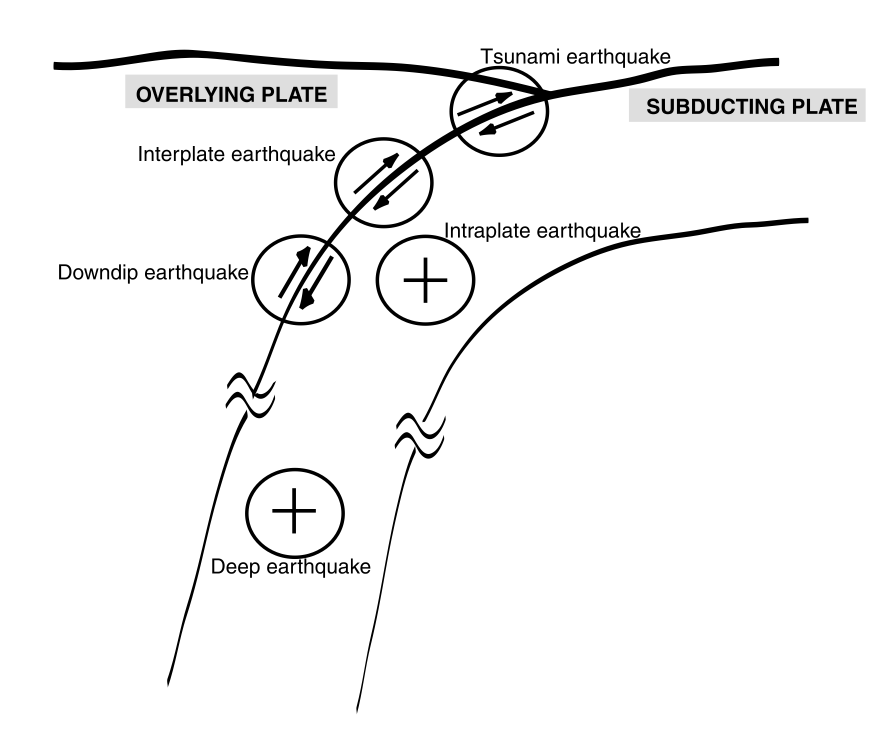 Tsunami earthquake
OVERLYING PLATE
SUBDUCTING PLATE
Interplate earthquake
Intraplate earthquake
Downdip earthquake
Deep earthquake